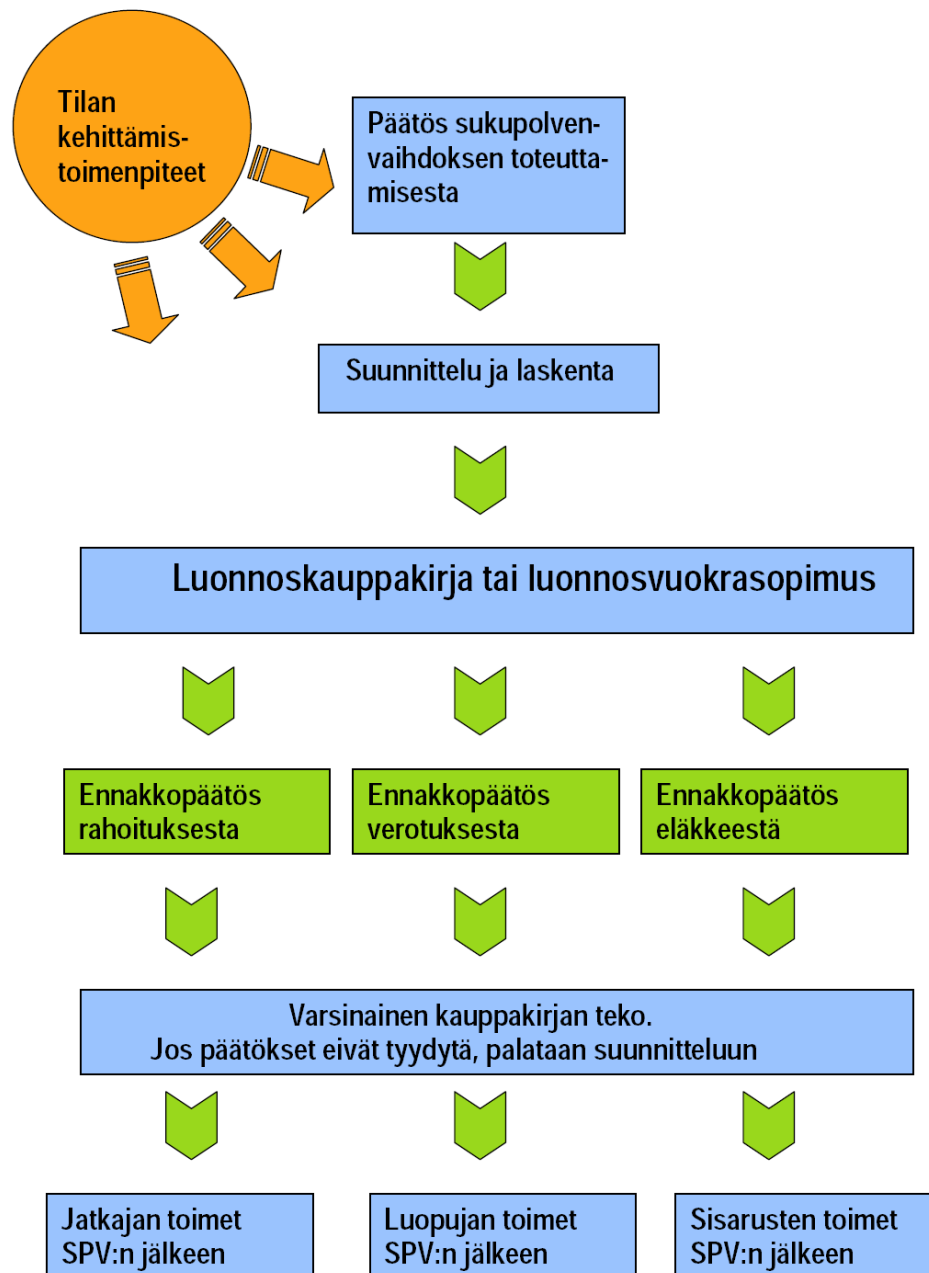 Tilan
kehittämis-
toimenpiteet
Päätös sukupolven-
vaihdoksen toteutta-
misesta
Suunnittelu ja laskenta
Luonnoskauppakirja tai luonnosvuokrasopimus
Ennakkopäätös
rahoituksesta
Ennakkopäätös
verotuksesta
Ennakkopäätös
eläkkeestä
Varsinainen kauppakirjan teko.
Jos päätökset eivät tyydytä, palataan suunnitteluun
Jatkajan toimet
SPV:n jälkeen
Luopujan toimet
SPV:n jälkeen
Sisarusten toimet
SPV:n jälkeen